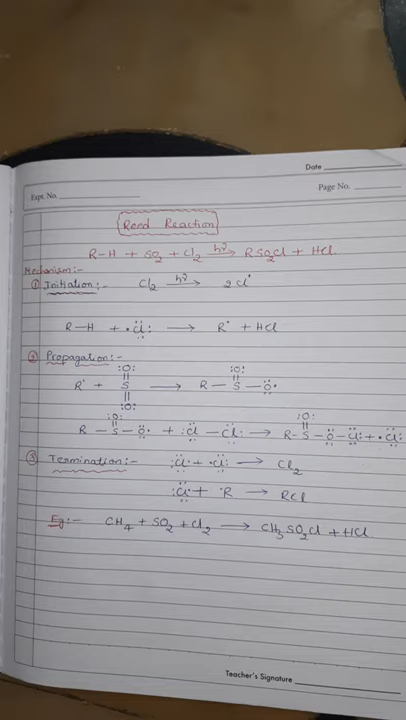 Date
Expt. No.
Page No.
Reed Reaction
R-H + SO₂ + Cl₂ hν→ RSO₂Cl + HCl.
Mechanism:-
① Initiation:- Cl₂ hν→ 2Cl•
R-H + •Cl: → R• + HCl
② Propagation:-
:O:
:O:
R• + S → R-S-O•
:O:
:O:
:O:
R-S-O• + :Cl-Cl: → R-S-O-Cl: + •Cl:
③ Termination:- :Cl• + •Cl: → Cl₂
:Cl• + •R → RCl
Eg:- CH₄ + SO₂ + Cl₂ → CH₃SO₂Cl + HCl
Teacher's Signature